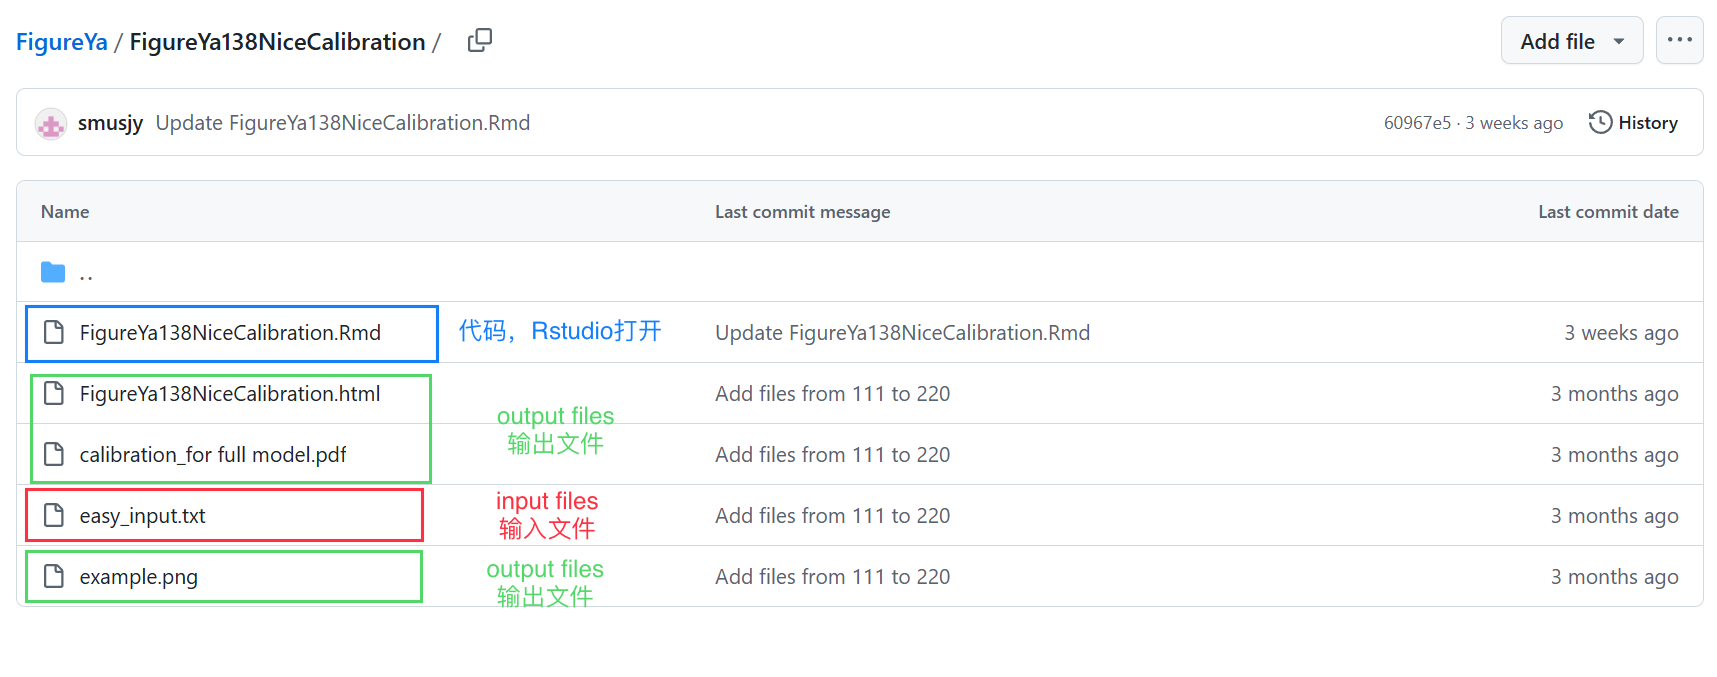 FigureYa / FigureYa138NiceCalibration /
Add file
smusjy Update FigureYa138NiceCalibration.Rmd
60967e5 · 3 weeks ago
History
Name
Last commit message
Last commit date
..
FigureYa138NiceCalibration.Rmd
代码，Rstudio打开
Update FigureYa138NiceCalibration.Rmd
3 weeks ago
FigureYa138NiceCalibration.html
Add files from 111 to 220
3 months ago
output files
输出文件
calibration_for full model.pdf
Add files from 111 to 220
3 months ago
input files
输入文件
easy_input.txt
Add files from 111 to 220
3 months ago
output files
输出文件
example.png
Add files from 111 to 220
3 months ago